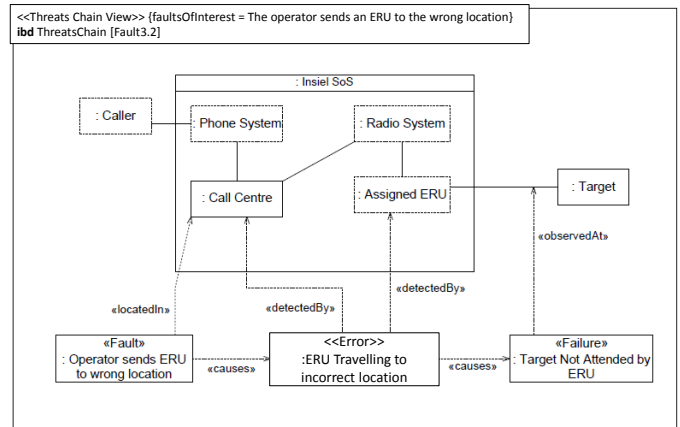 <<Threats Chain View>> {faultsOfInterest = The operator sends an ERU to the wrong location}
ibd ThreatsChain [Fault3.2]
: Insiel SoS
: Caller
: Phone System
: Radio System
: Call Centre
: Assigned ERU
: Target
«observedAt»
«locatedIn»
«detectedBy»
«detectedBy»
«Fault»
: Operator sends ERU
to wrong location
«causes»
<<Error>>
:ERU Travelling to
incorrect location
«causes»
«Failure»
: Target Not Attended by
ERU